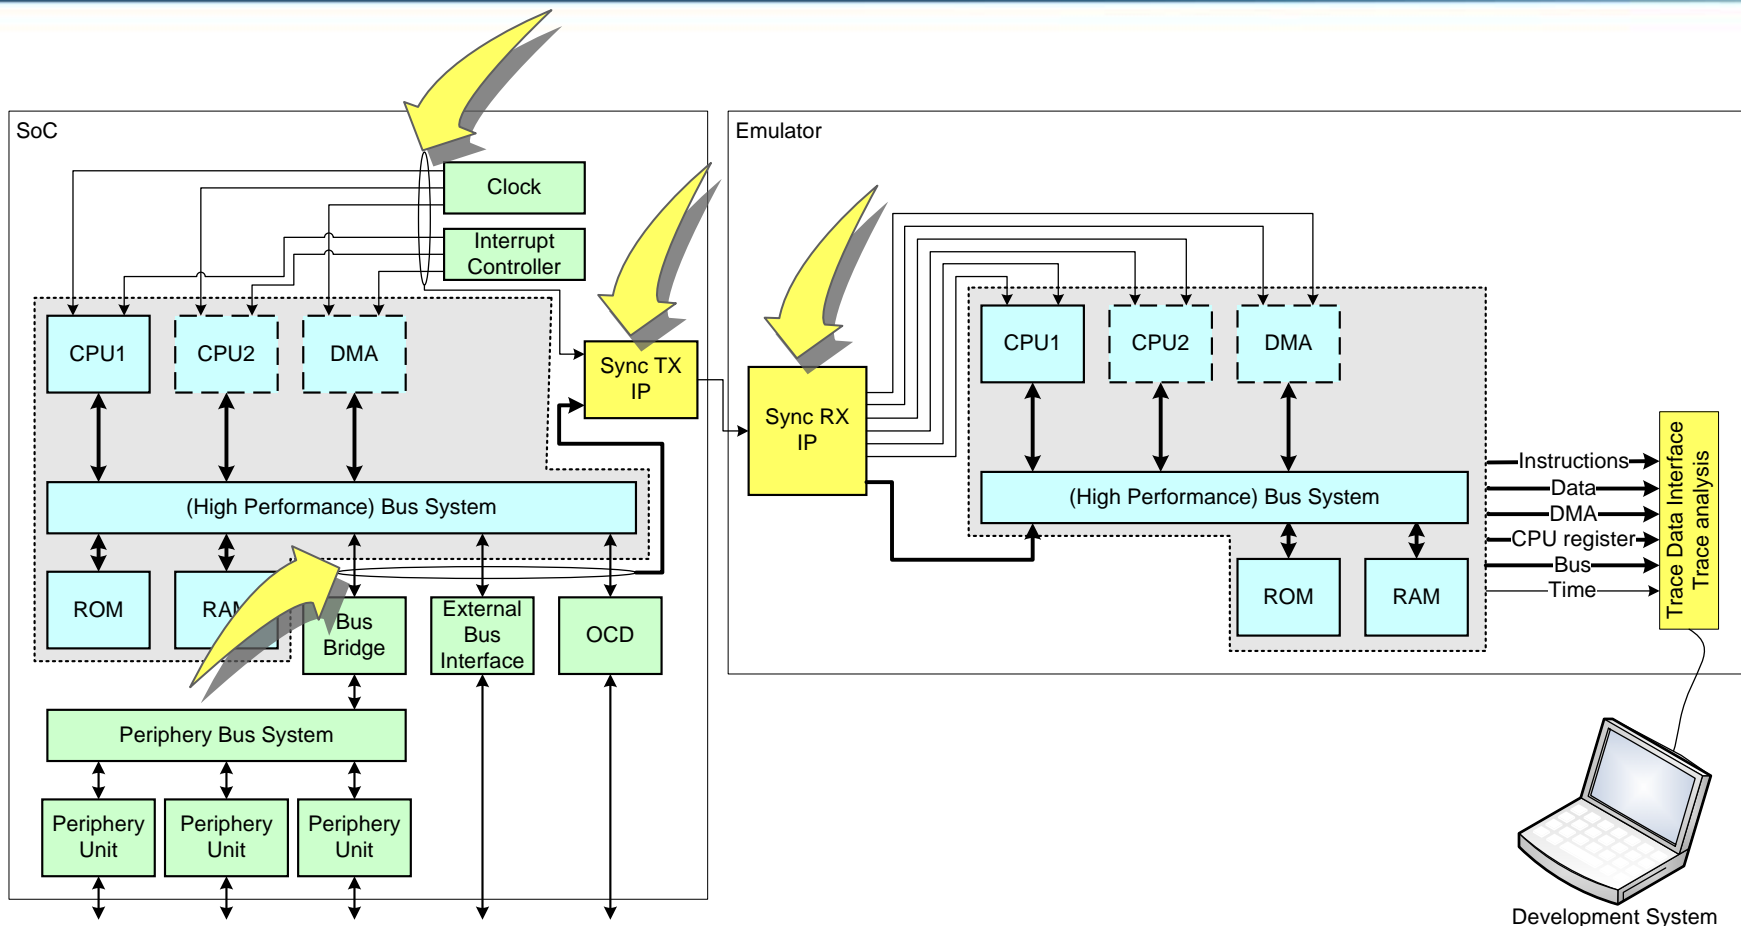 SoC
Emulator
Clock
Interrupt
Controller
CPU1
CPU2
DMA
Sync TX
IP
Sync RX
IP
CPU1
CPU2
DMA
(High Performance) Bus System
(High Performance) Bus System
Instructions
Data
DMA
CPU register
Bus
Time
Trace Data Interface
Trace analysis
ROM
RAM
Bus
Bridge
External
Bus
Interface
OCD
ROM
RAM
Periphery Bus System
Periphery
Unit
Periphery
Unit
Periphery
Unit
Development System